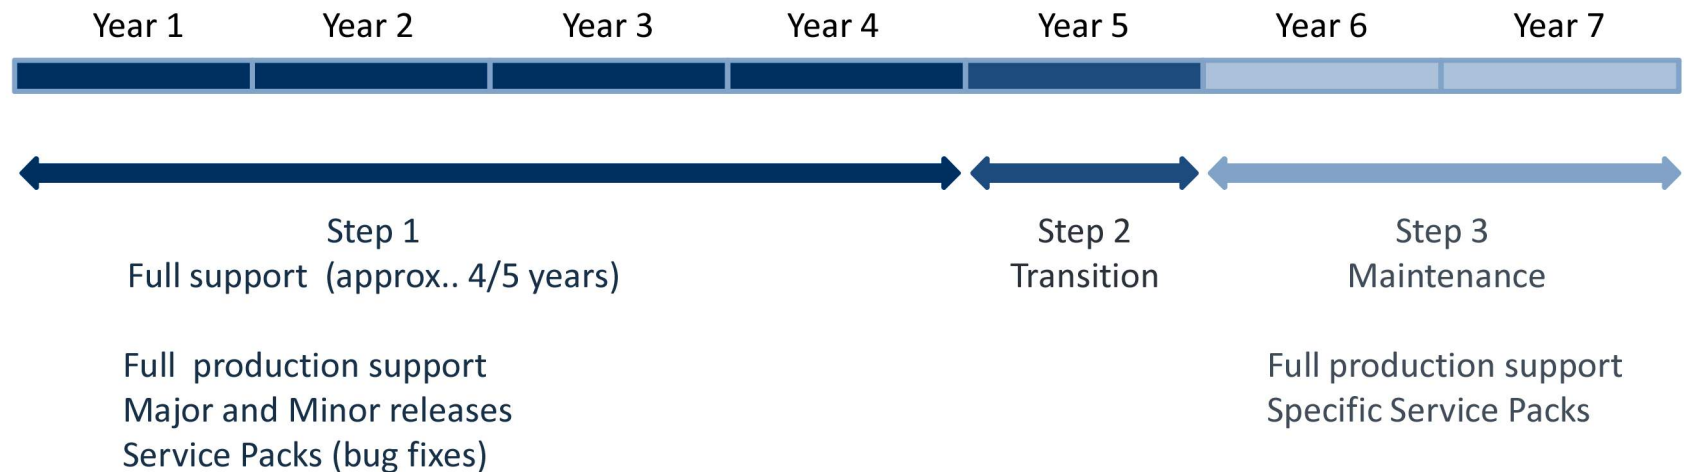 Year 1 Year 2 Year 3 Year 4 Year 5 Year 6 Year 7
Step 1
Full support (approx.. 4/5 years)
Full production support
Major and Minor releases
Service Packs (bug fixes)
Step 2
Transition
Step 3
Maintenance
Full production support
Specific Service Packs